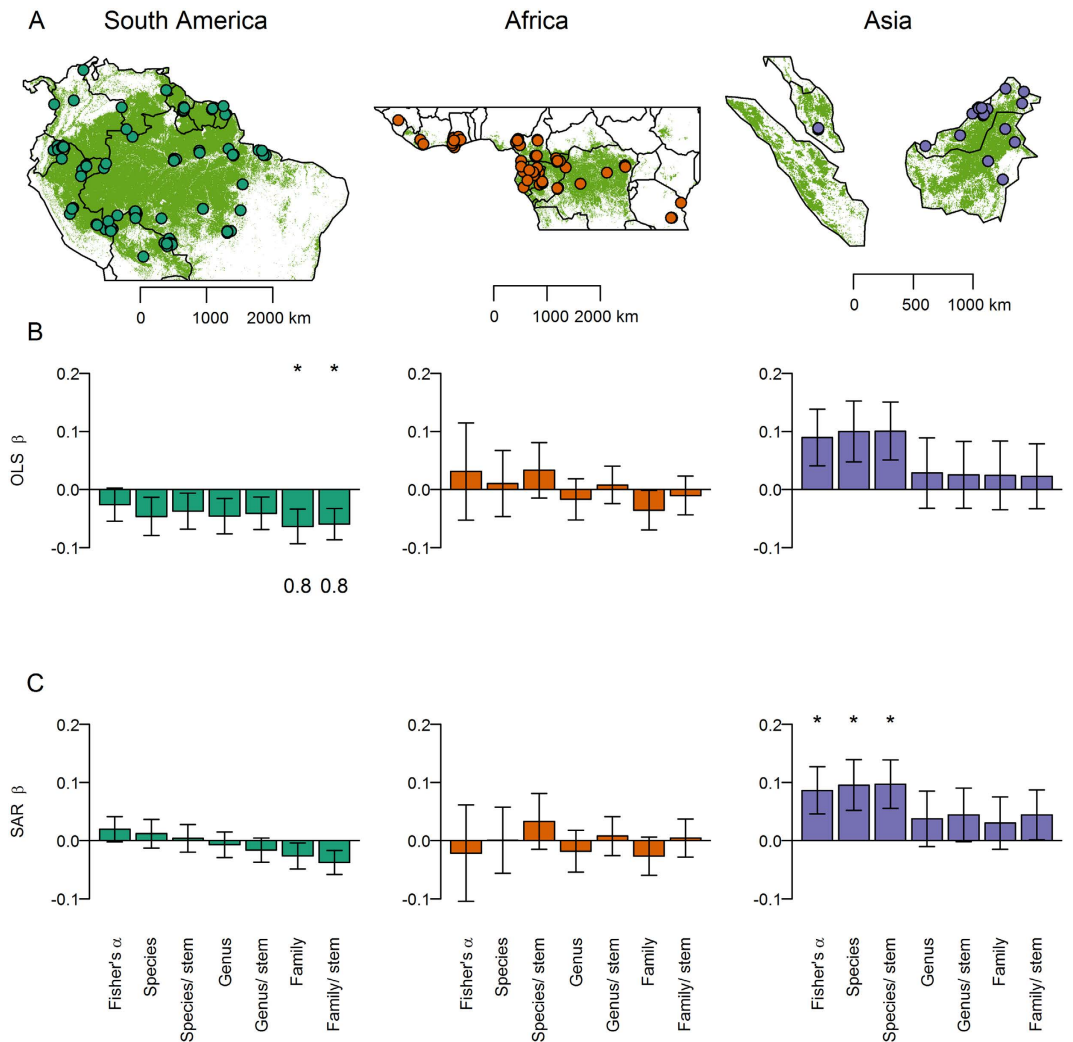 A South America Africa Asia
0 1000 2000 km
0 1000 2000 km
0 500 1000 km
B
OLS β
0.2
0.1
0.0
-0.1
* *
0.8 0.8
0.2
0.1
0.0
-0.1
0.2
0.1
0.0
-0.1
C
SAR β
0.2
0.1
0.0
-0.1
0.2
0.1
0.0
-0.1
0.2
0.1
0.0
-0.1
* * *
Fisher's α
Species
Species/ stem
Genus
Genus/ stem
Family
Family/ stem
Fisher's α
Species
Species/ stem
Genus
Genus/ stem
Family
Family/ stem
Fisher's α
Species
Species/ stem
Genus
Genus/ stem
Family
Family/ stem